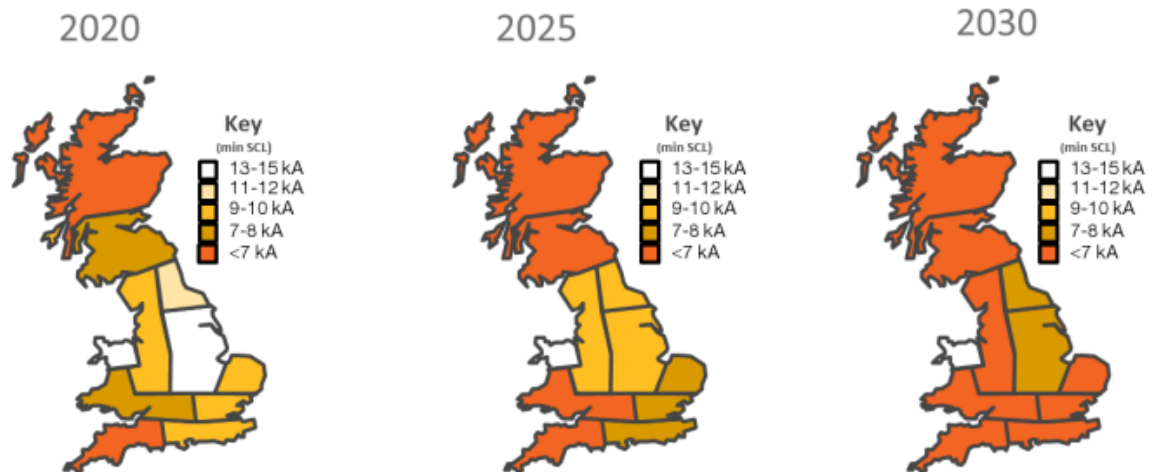 2020
2025
2030
Key
(min SCL)
13-15 kA
11-12 kA
9-10 kA
7-8 kA
<7 kA
Key
(min SCL)
13-15 kA
11-12 kA
9-10 kA
7-8 kA
<7 kA
Key
(min SCL)
13-15 kA
11-12 kA
9-10 kA
7-8 kA
<7 kA